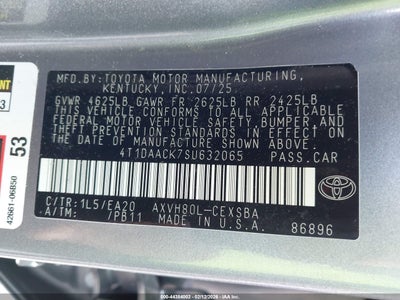 MFD.BY:TOYOTA MOTOR MANUFACTURING,
KENTUCKY,INC.07/25
GVWR 4625LB GAWR FR 2625LB RR 2425LB
THIS VEHICLE CONFORMS TO ALL APPLICABLE
FEDERAL MOTOR VEHICLE SAFETY, BUMPER, AND
THEFT PREVENTION STANDARDS IN EFFECT ON
THE DATE OF MANUFACTURE SHOWN ABOVE.
4T1DAACK7SU632065 PASS.CAR
C/TR:1L5/EA20 AXVH80L-CEXSBA
A/TM: /PB11 MADE IN U.S.A. 86896
TOYOTA
53
42661-06B50
© 000-44384002 - 02/12/2026 - IAAI